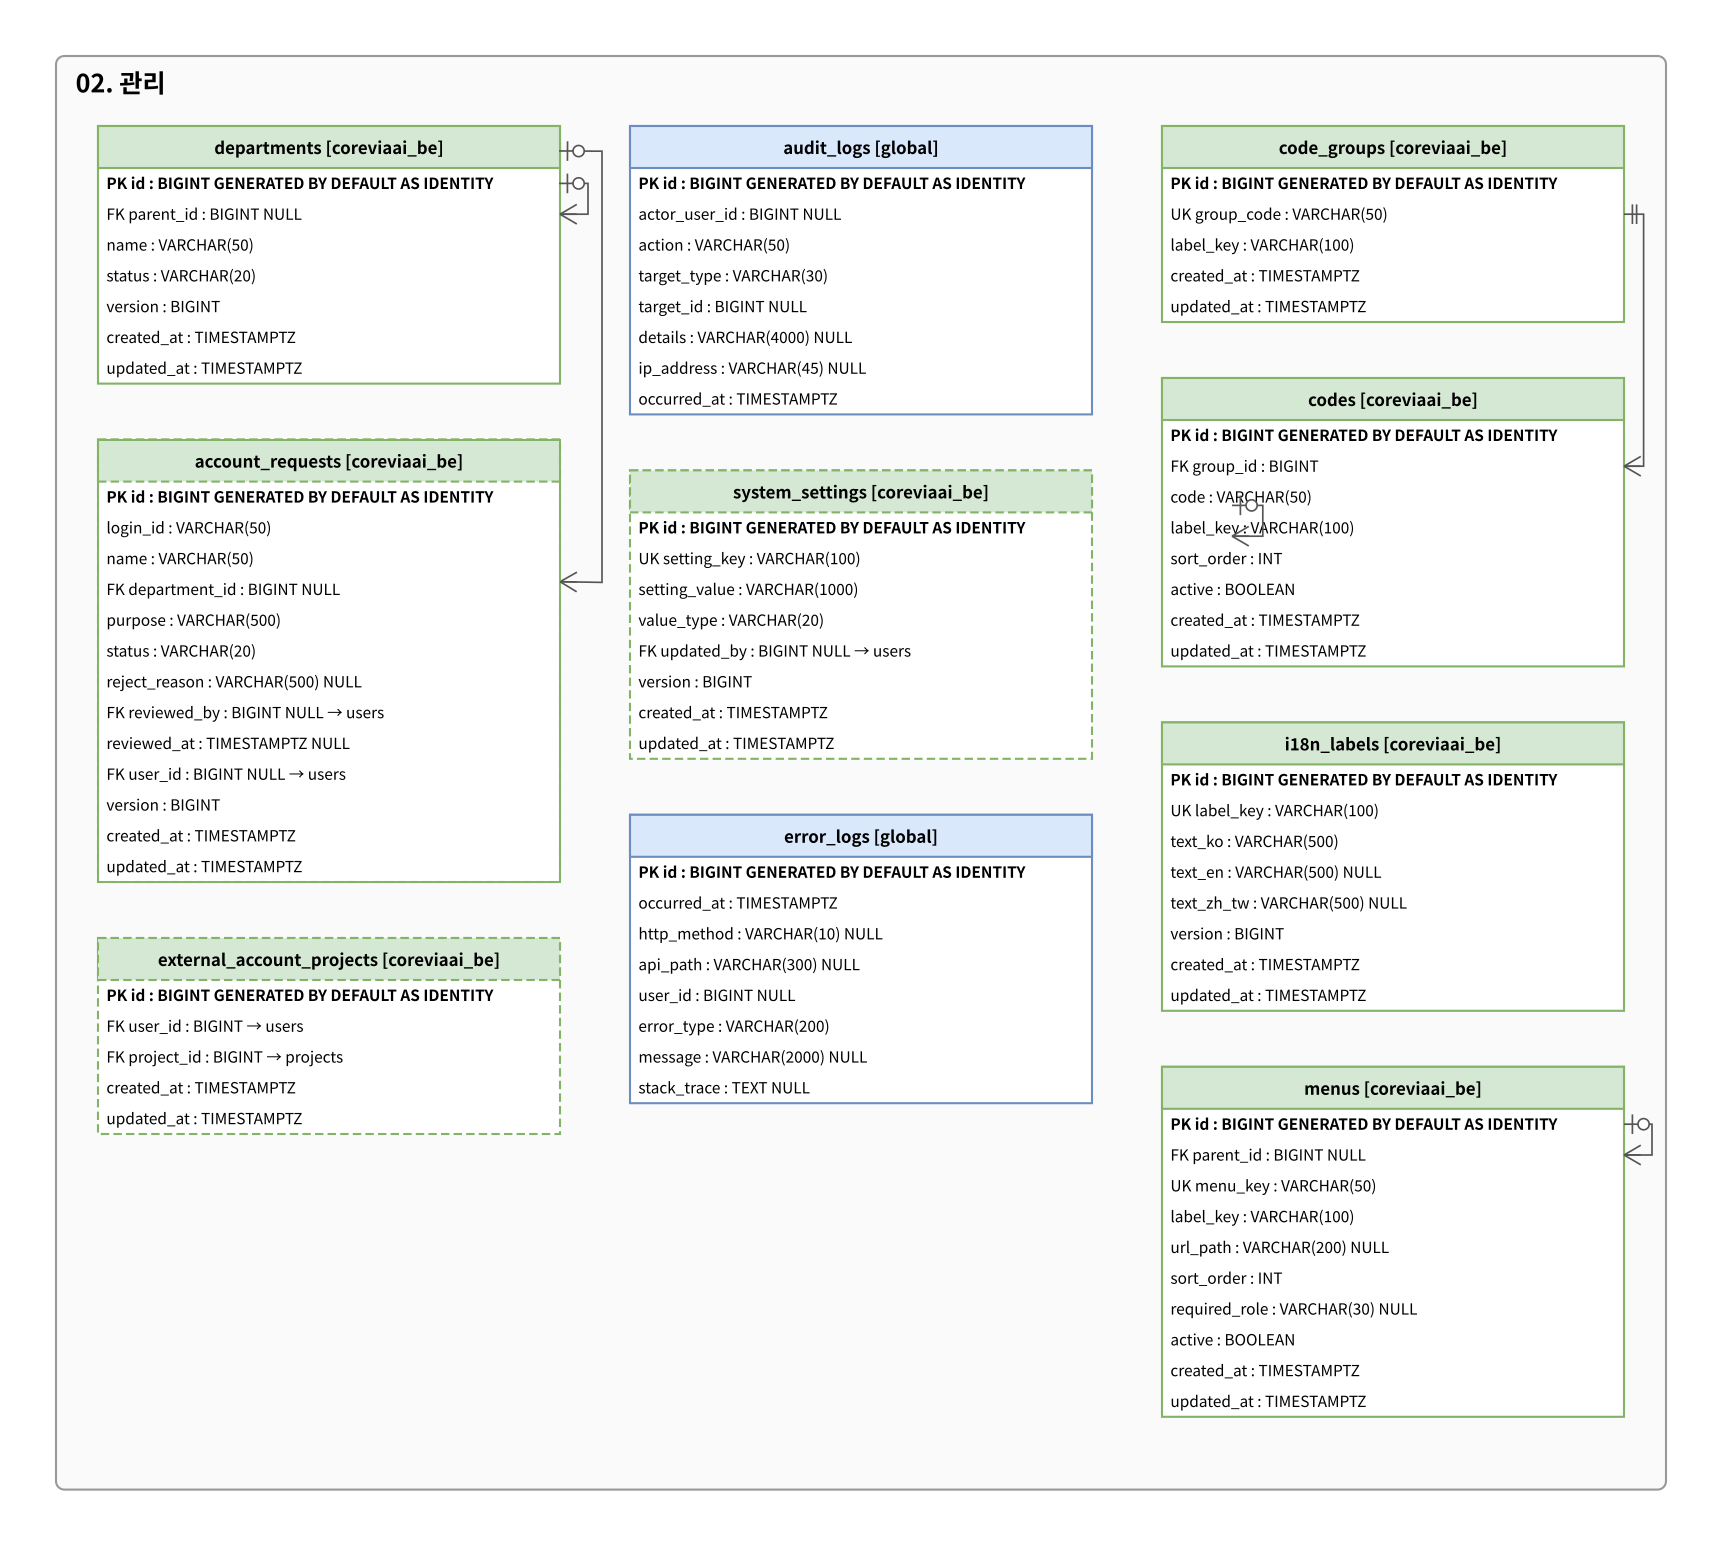 02. 관리
departments [coreviaai_be]
PK id : BIGINT GENERATED BY DEFAULT AS IDENTITY
FK parent_id : BIGINT NULL
name : VARCHAR(50)
status : VARCHAR(20)
version : BIGINT
created_at : TIMESTAMPTZ
updated_at : TIMESTAMPTZ
account_requests [coreviaai_be]
PK id : BIGINT GENERATED BY DEFAULT AS IDENTITY
login_id : VARCHAR(50)
name : VARCHAR(50)
FK department_id : BIGINT NULL
purpose : VARCHAR(500)
status : VARCHAR(20)
reject_reason : VARCHAR(500) NULL
FK reviewed_by : BIGINT NULL → users
reviewed_at : TIMESTAMPTZ NULL
FK user_id : BIGINT NULL → users
version : BIGINT
created_at : TIMESTAMPTZ
updated_at : TIMESTAMPTZ
external_account_projects [coreviaai_be]
PK id : BIGINT GENERATED BY DEFAULT AS IDENTITY
FK user_id : BIGINT → users
FK project_id : BIGINT → projects
created_at : TIMESTAMPTZ
updated_at : TIMESTAMPTZ
audit_logs [global]
PK id : BIGINT GENERATED BY DEFAULT AS IDENTITY
actor_user_id : BIGINT NULL
action : VARCHAR(50)
target_type : VARCHAR(30)
target_id : BIGINT NULL
details : VARCHAR(4000) NULL
ip_address : VARCHAR(45) NULL
occurred_at : TIMESTAMPTZ
system_settings [coreviaai_be]
PK id : BIGINT GENERATED BY DEFAULT AS IDENTITY
UK setting_key : VARCHAR(100)
setting_value : VARCHAR(1000)
value_type : VARCHAR(20)
FK updated_by : BIGINT NULL → users
version : BIGINT
created_at : TIMESTAMPTZ
updated_at : TIMESTAMPTZ
error_logs [global]
PK id : BIGINT GENERATED BY DEFAULT AS IDENTITY
occurred_at : TIMESTAMPTZ
http_method : VARCHAR(10) NULL
api_path : VARCHAR(300) NULL
user_id : BIGINT NULL
error_type : VARCHAR(200)
message : VARCHAR(2000) NULL
stack_trace : TEXT NULL
code_groups [coreviaai_be]
PK id : BIGINT GENERATED BY DEFAULT AS IDENTITY
UK group_code : VARCHAR(50)
label_key : VARCHAR(100)
created_at : TIMESTAMPTZ
updated_at : TIMESTAMPTZ
codes [coreviaai_be]
PK id : BIGINT GENERATED BY DEFAULT AS IDENTITY
FK group_id : BIGINT
code : VARCHAR(50)
label_key : VARCHAR(100)
sort_order : INT
active : BOOLEAN
created_at : TIMESTAMPTZ
updated_at : TIMESTAMPTZ
i18n_labels [coreviaai_be]
PK id : BIGINT GENERATED BY DEFAULT AS IDENTITY
UK label_key : VARCHAR(100)
text_ko : VARCHAR(500)
text_en : VARCHAR(500) NULL
text_zh_tw : VARCHAR(500) NULL
version : BIGINT
created_at : TIMESTAMPTZ
updated_at : TIMESTAMPTZ
menus [coreviaai_be]
PK id : BIGINT GENERATED BY DEFAULT AS IDENTITY
FK parent_id : BIGINT NULL
UK menu_key : VARCHAR(50)
label_key : VARCHAR(100)
url_path : VARCHAR(200) NULL
sort_order : INT
required_role : VARCHAR(30) NULL
active : BOOLEAN
created_at : TIMESTAMPTZ
updated_at : TIMESTAMPTZ